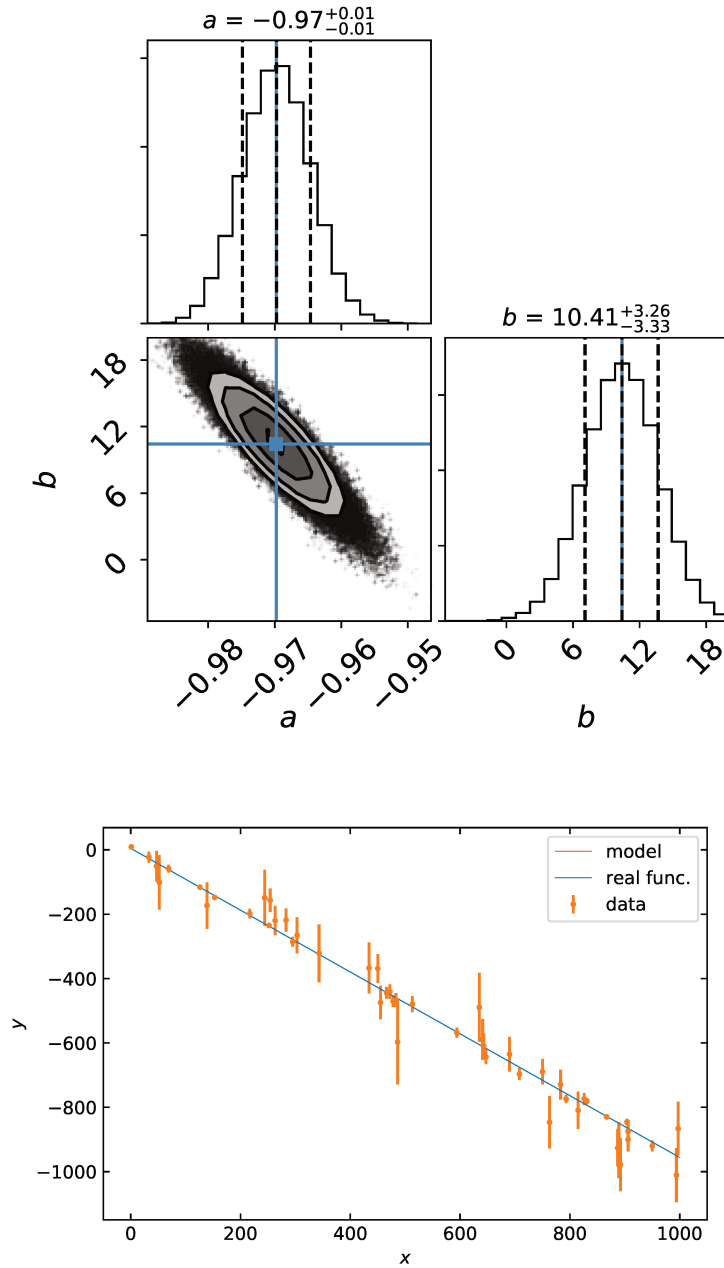 a = −0.97 +0.01 −0.01
b = 10.41 +3.26 −3.33
18
12
6
0
b
−0.98
−0.97
−0.96
−0.95
a
0
6
12
18
b
0
−200
−400
−600
−800
−1000
y
model
real func.
data
0
200
400
600
800
1000
x